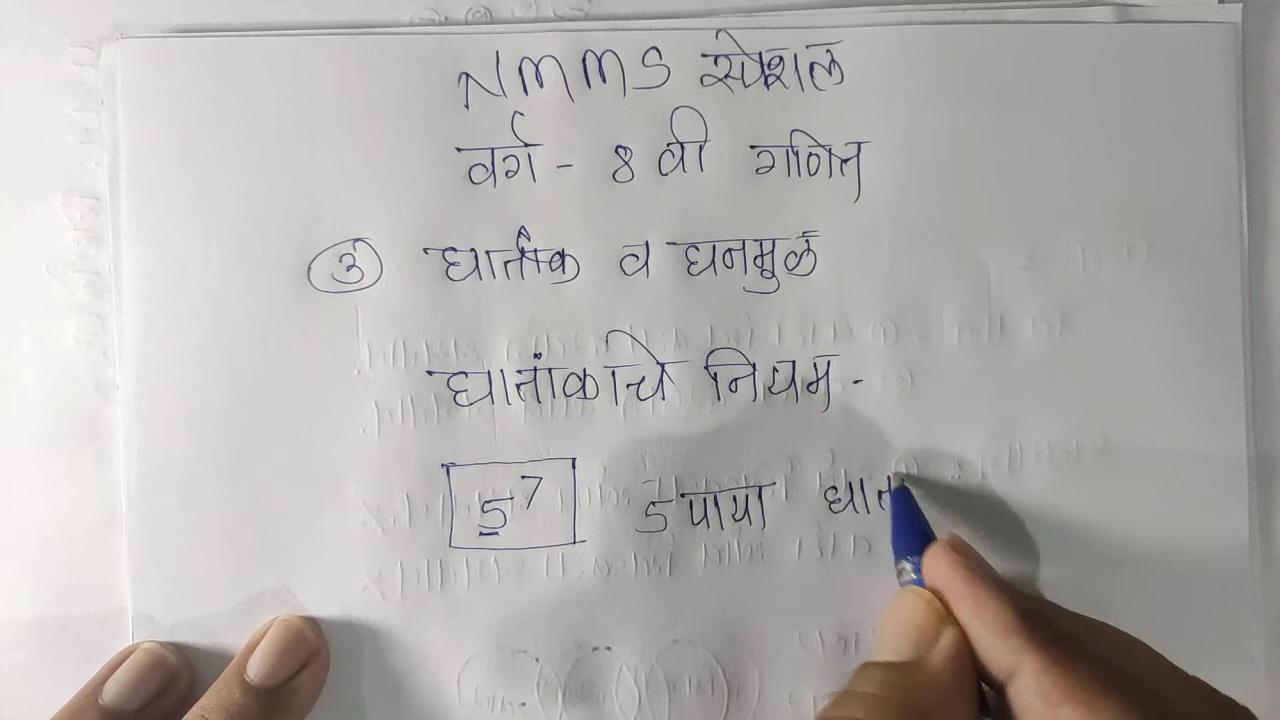 NMMS स्पेशल
वर्ग - 8 वी गणित
3 घातांक व घनमुळ
घातांकाचे नियम -
5⁷ 5 पाया घात